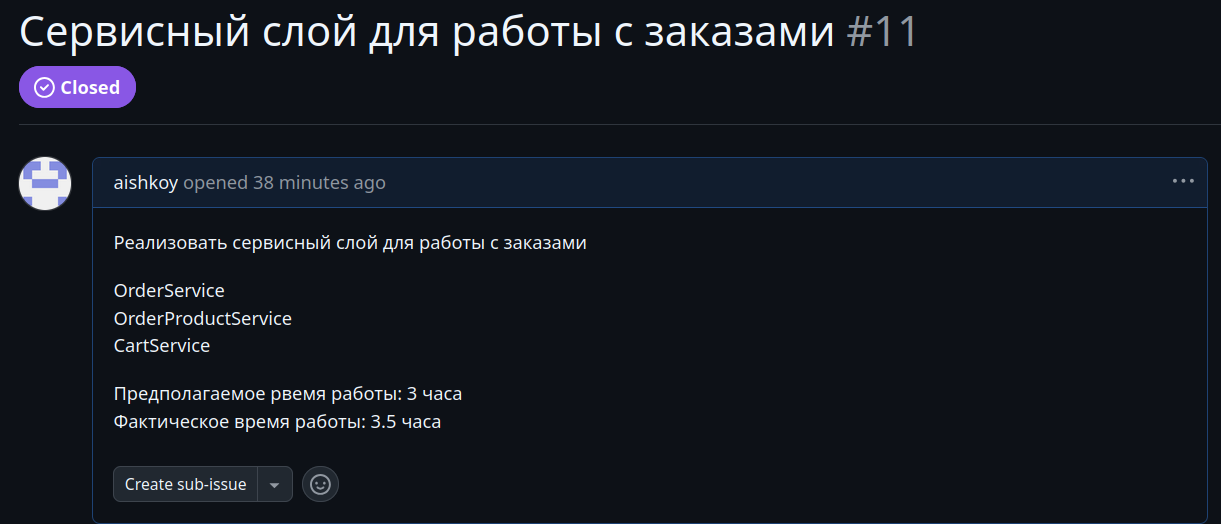 Сервисный слой для работы с заказами #11
Closed
aishkoy opened 38 minutes ago
Реализовать сервисный слой для работы с заказами
OrderService
OrderProductService
CartService
Предполагаемое рвемя работы: 3 часа
Фактическое время работы: 3.5 часа
Create sub-issue